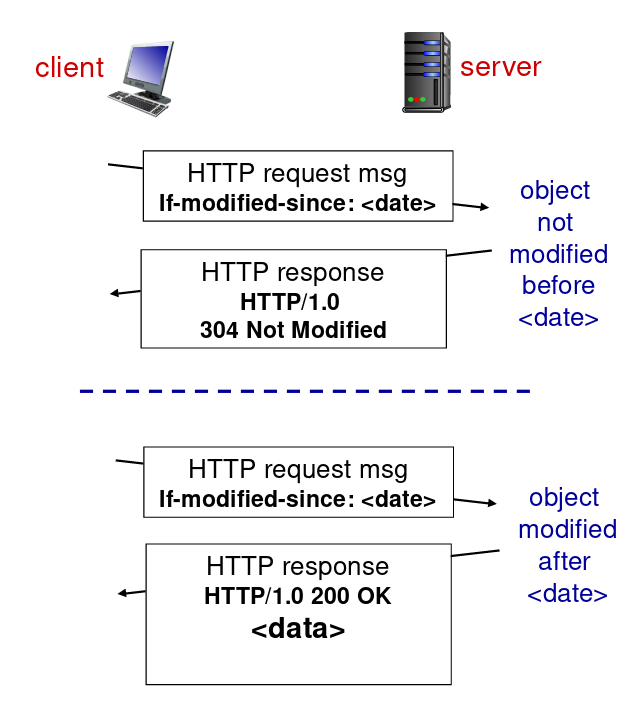 client
server
HTTP request msg
If-modified-since: <date>
object
not
modified
before
<date>
HTTP response
HTTP/1.0
304 Not Modified
HTTP request msg
If-modified-since: <date>
object
modified
after
<date>
HTTP response
HTTP/1.0 200 OK
<data>